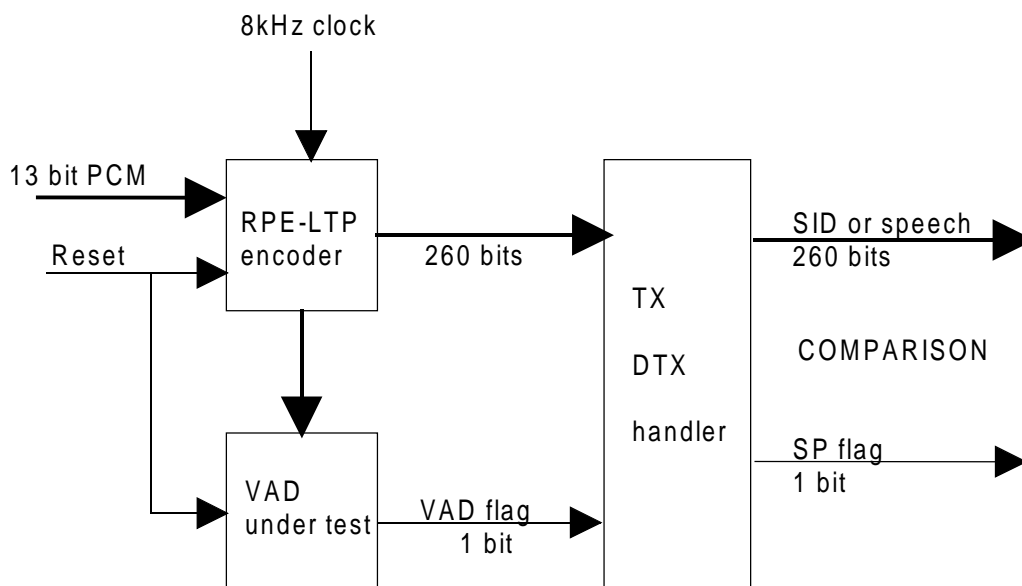 8kHz clock
13 bit PCM
Reset
RPE-LTP
encoder
260 bits
SID or speech
260 bits
TX
DTX
handler
COMPARISON
VAD
under test
VAD flag
1 bit
SP flag
1 bit